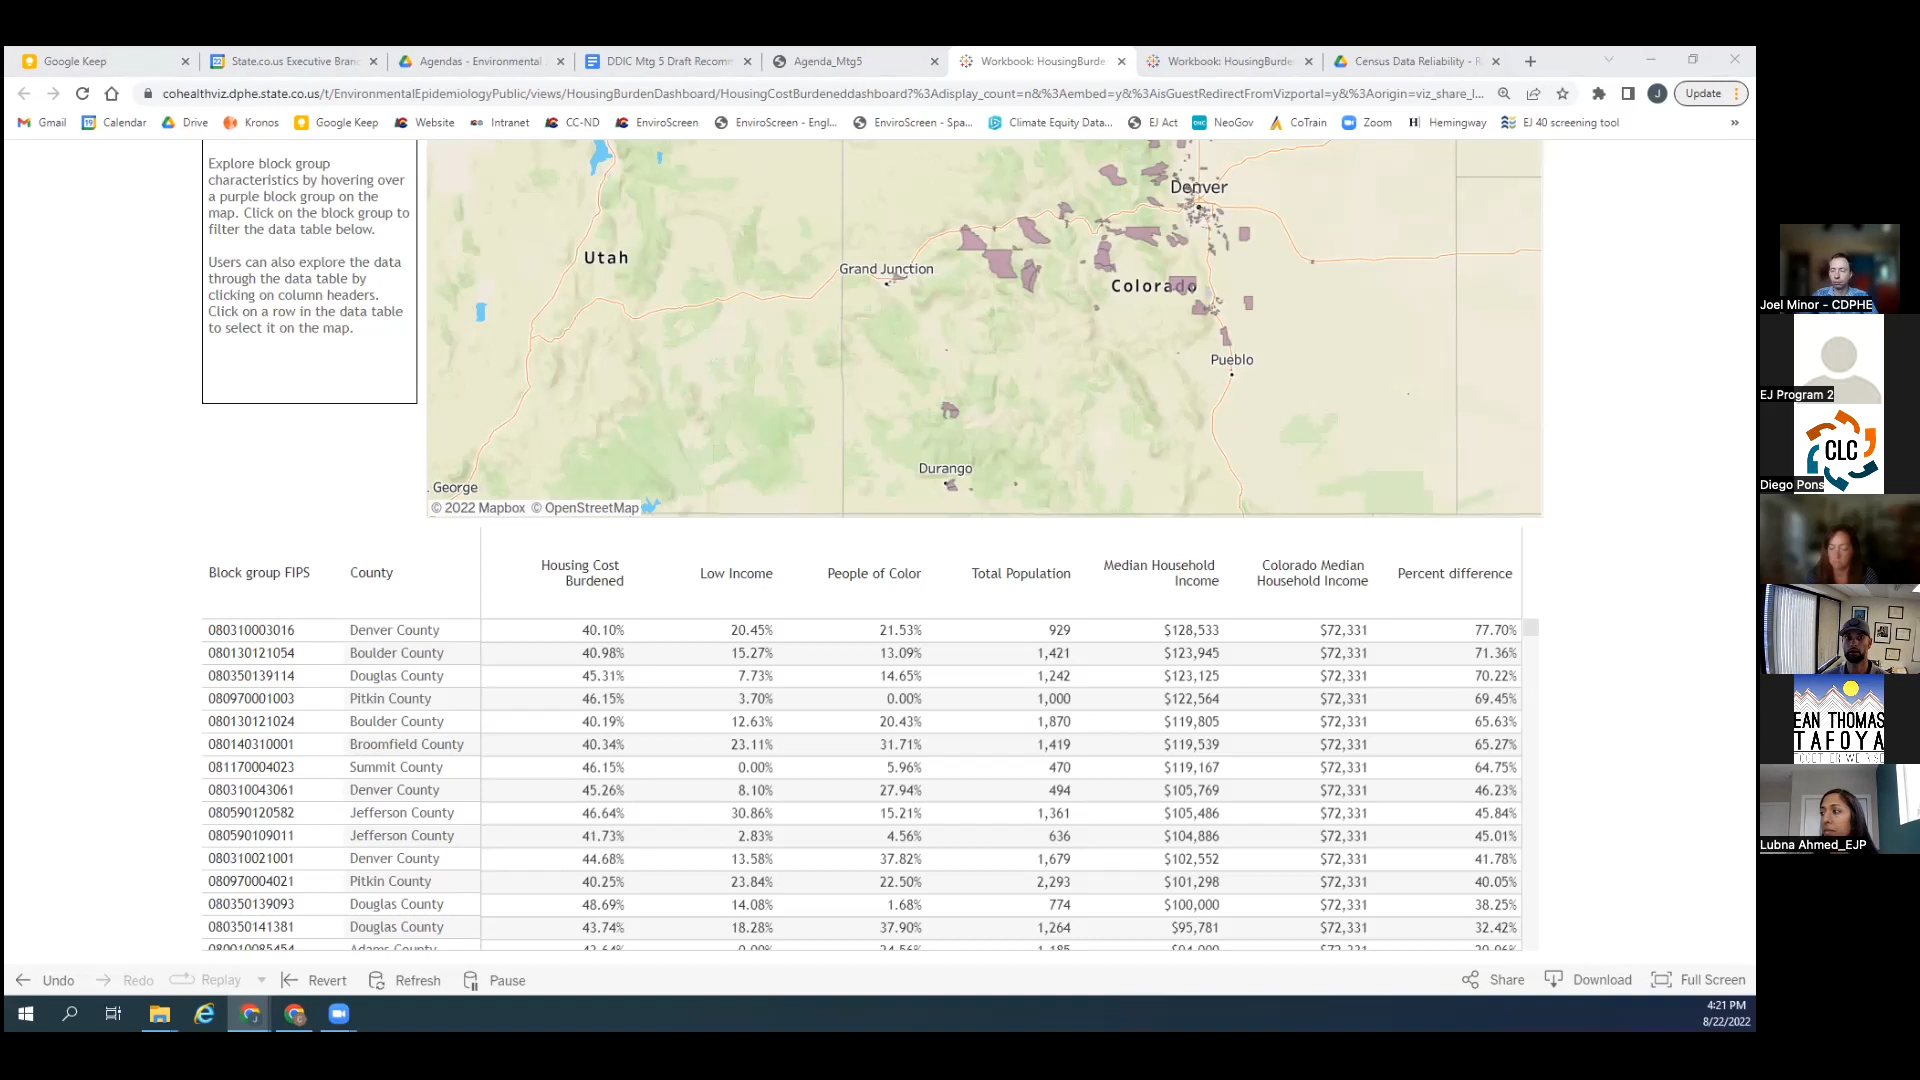 Google Keep
State.co.us Executive Bran
Agendas - Environmental
DDIC Mtg 5 Draft Recomm
Agenda_Mtg5
Workbook: HousingBurde
Workbook: HousingBurde
Census Data Reliability - R
cohealthviz.dphe.state.co.us/t/EnvironmentalEpidemiologyPublic/views/HousingBurdenDashboard/HousingCostBurdeneddashboard?%3Adisplay_count=n&%3Aembed=y&%3AisGuestRedirectFromVizportal=y&%3Aorigin=viz_share_l...
J
Update
Gmail
Calendar
Drive
Kronos
Google Keep
Website
Intranet
CC-ND
EnviroScreen
EnviroScreen - Engl...
EnviroScreen - Spa...
Climate Equity Data...
EJ Act
NeoGov
CoTrain
Zoom
Hemingway
EJ 40 screening tool
Explore block group
characteristics by hovering over
a purple block group on the
map. Click on the block group to
filter the data table below.
Users can also explore the data
through the data table by
clicking on column headers.
Click on a row in the data table
to select it on the map.
Denver
Utah
Grand Junction
Colorado
Pueblo
Durango
. George
© 2022 Mapbox © OpenStreetMap
Block group FIPS County Housing Cost Burdened Low Income People of Color Total Population Median Household Income Colorado Median Household Income Percent difference
080310003016 Denver County 40.10% 20.45% 21.53% 929 $128,533 $72,331 77.70%
080130121054 Boulder County 40.98% 15.27% 13.09% 1,421 $123,945 $72,331 71.36%
080350139114 Douglas County 45.31% 7.73% 14.65% 1,242 $123,125 $72,331 70.22%
080970001003 Pitkin County 46.15% 3.70% 0.00% 1,000 $122,564 $72,331 69.45%
080130121024 Boulder County 40.19% 12.63% 20.43% 1,870 $119,805 $72,331 65.63%
080140310001 Broomfield County 40.34% 23.11% 31.71% 1,419 $119,539 $72,331 65.27%
081170004023 Summit County 46.15% 0.00% 5.96% 470 $119,167 $72,331 64.75%
080310043061 Denver County 45.26% 8.10% 27.94% 494 $105,769 $72,331 46.23%
080590120582 Jefferson County 46.64% 30.86% 15.21% 1,361 $105,486 $72,331 45.84%
080590109011 Jefferson County 41.73% 2.83% 4.56% 636 $104,886 $72,331 45.01%
080310021001 Denver County 44.68% 13.58% 37.82% 1,679 $102,552 $72,331 41.78%
080970004021 Pitkin County 40.25% 23.84% 22.50% 2,293 $101,298 $72,331 40.05%
080350139093 Douglas County 48.69% 14.08% 1.68% 774 $100,000 $72,331 38.25%
080350141381 Douglas County 43.74% 18.28% 37.90% 1,264 $95,781 $72,331 32.42%
Adams County
Undo
Redo
Replay
Revert
Refresh
Pause
Share
Download
Full Screen
4:21 PM
8/22/2022
Joel Minor - CDPHE
EJ Program 2
CLC
Diego Pons
EAN THOMAS
TAFOYA
Lubna Ahmed_EJP